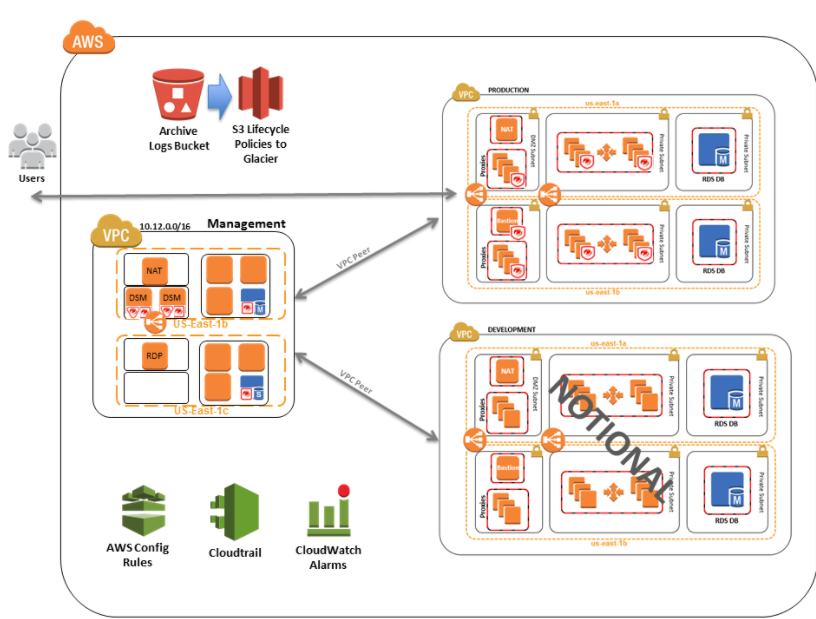 AWS
Archive
Logs Bucket
S3 Lifecycle
Policies to
Glacier
Users
VPC
10.12.0.0/16
Management
NAT
DSM
DSM
M
US-East-1b
RDP
S
US-East-1c
VPC Peer
VPC Peer
VPC
PRODUCTION
us-east-1a
NAT
Proxies
DMZ Subnet
Private Subnet
M
RDS DB
Private Subnet
Bastion
Proxies
Private Subnet
M
RDS DB
Private Subnet
us-east-1b
VPC
DEVELOPMENT
us-east-1a
NAT
Proxies
DMZ Subnet
Private Subnet
M
RDS DB
Private Subnet
NOTIONAL
Bastion
Proxies
Private Subnet
M
RDS DB
Private Subnet
us-east-1b
AWS Config
Rules
Cloudtrail
CloudWatch
Alarms